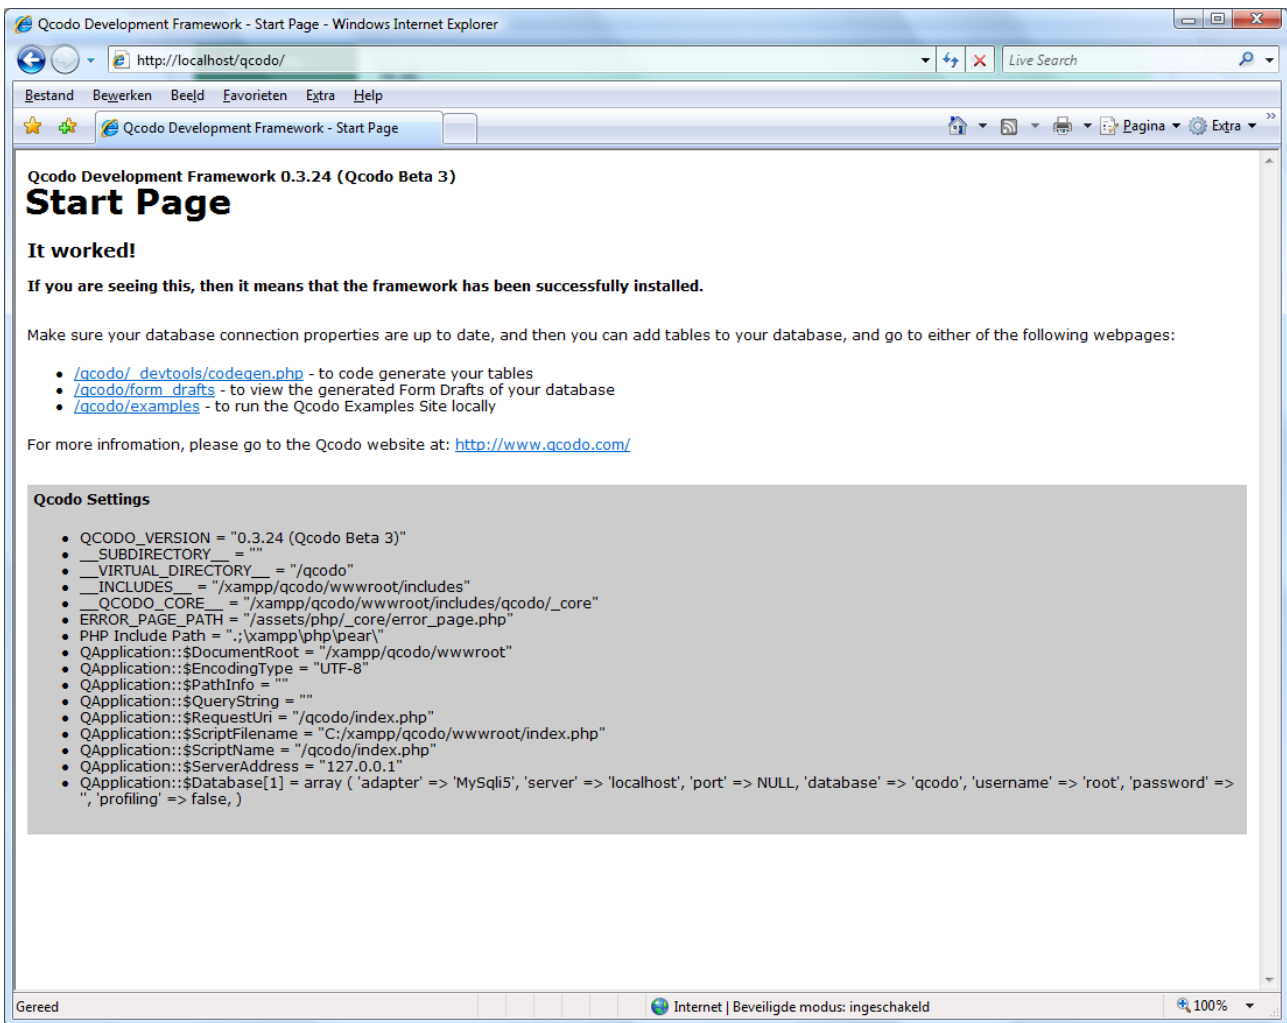 Qcodo Development Framework - Start Page - Windows Internet Explorer
http://localhost/qcodo/
Live Search
Bestand Bewerken Beeld Favorieten Extra Help
Qcodo Development Framework - Start Page
Pagina Extra
Qcodo Development Framework 0.3.24 (Qcodo Beta 3)
Start Page
It worked!
If you are seeing this, then it means that the framework has been successfully installed.
Make sure your database connection properties are up to date, and then you can add tables to your database, and go to either of the following webpages:
• /qcodo/_devtools/codegen.php - to code generate your tables
• /qcodo/form_drafts - to view the generated Form Drafts of your database
• /qcodo/examples - to run the Qcodo Examples Site locally
For more infromation, please go to the Qcodo website at: http://www.qcodo.com/
Qcodo Settings
• QCODO_VERSION = "0.3.24 (Qcodo Beta 3)"
• __SUBDIRECTORY__ = ""
• __VIRTUAL_DIRECTORY__ = "/qcodo"
• __INCLUDES__ = "/xampp/qcodo/wwwroot/includes"
• __QCODO_CORE__ = "/xampp/qcodo/wwwroot/includes/qcodo/_core"
• ERROR_PAGE_PATH = "/assets/php/_core/error_page.php"
• PHP Include Path = ".;\xampp\php\pear\"
• QApplication::$DocumentRoot = "/xampp/qcodo/wwwroot"
• QApplication::$EncodingType = "UTF-8"
• QApplication::$PathInfo = ""
• QApplication::$QueryString = ""
• QApplication::$RequestUri = "/qcodo/index.php"
• QApplication::$ScriptFilename = "C:/xampp/qcodo/wwwroot/index.php"
• QApplication::$ScriptName = "/qcodo/index.php"
• QApplication::$ServerAddress = "127.0.0.1"
• QApplication::$Database[1] = array ( 'adapter' => 'MySqli5', 'server' => 'localhost', 'port' => NULL, 'database' => 'qcodo', 'username' => 'root', 'password' =>
'', 'profiling' => false, )
Gereed
Internet | Beveiligde modus: ingeschakeld
100%